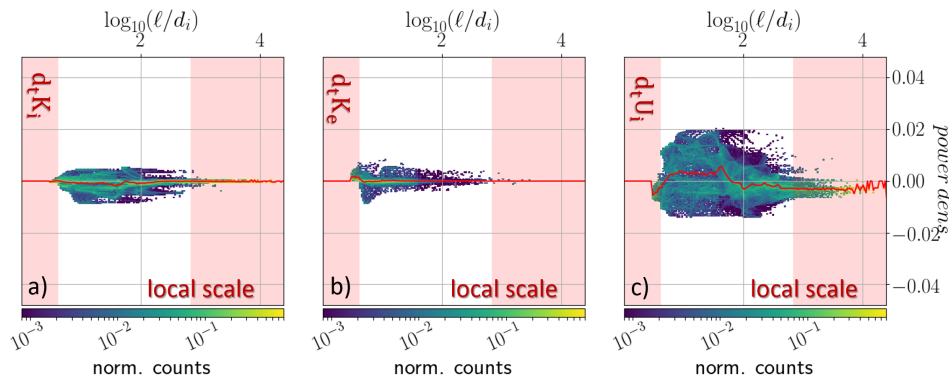 log₁₀(ℓ/dᵢ) log₁₀(ℓ/dᵢ) log₁₀(ℓ/dᵢ)
2 4 2 4 2 4
dₜKᵢ dₜKₑ dₜUᵢ
0.04
0.02
0.00
−0.02
−0.04
power dens.
a) local scale b) local scale c) local scale
10⁻³ 10⁻² 10⁻¹ 10⁻³ 10⁻² 10⁻¹ 10⁻³ 10⁻² 10⁻¹
norm. counts norm. counts norm. counts